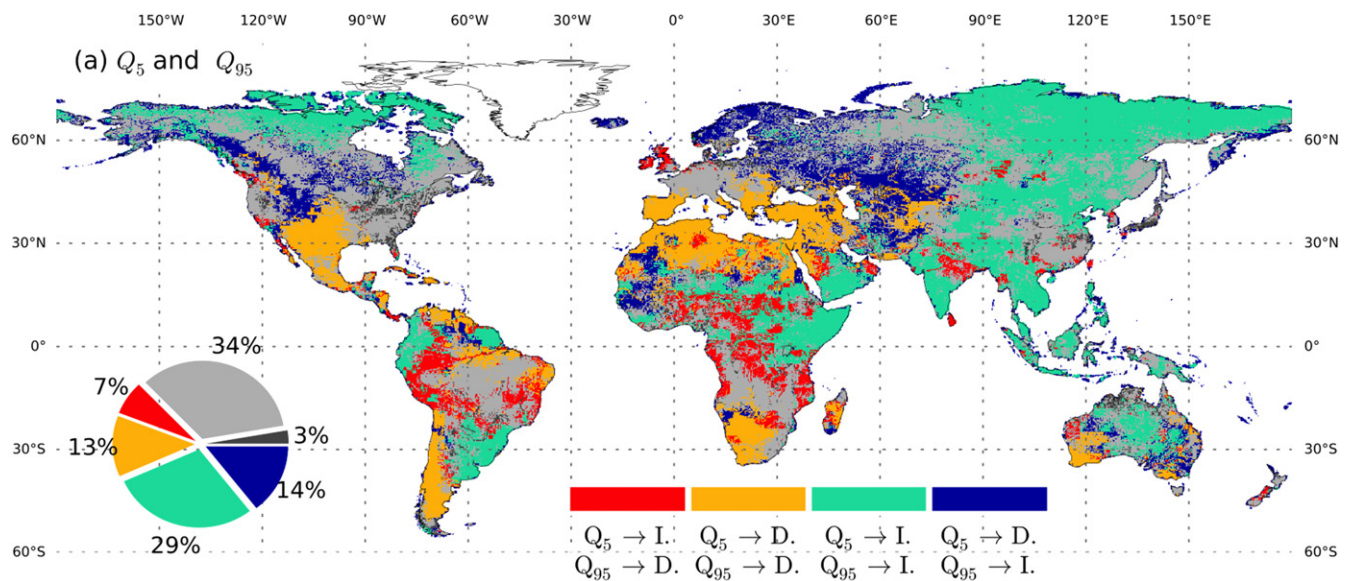 150°W 120°W 90°W 60°W 30°W 0° 30°E 60°E 90°E 120°E 150°E
(a) Q₅ and Q₉₅
60°N 60°N
30°N 30°N
0° 0°
34%
7%
3%
13%
30°S 30°S
14%
29%
Q₅ → I. Q₅ → D. Q₅ → I. Q₅ → D.
Q₉₅ → D. Q₉₅ → D. Q₉₅ → I. Q₉₅ → I.
60°S 60°S